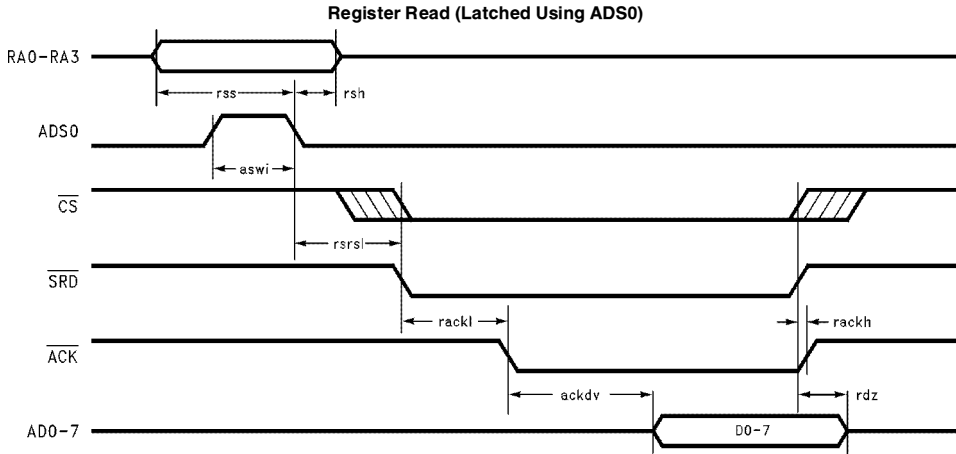 Register Read (Latched Using ADS0)
RA0-RA3
rss
rsh
ADS0
aswi
CS
rsrsl
SRD
rackl
rackh
ACK
ackdv
rdz
AD0-7
D0-7